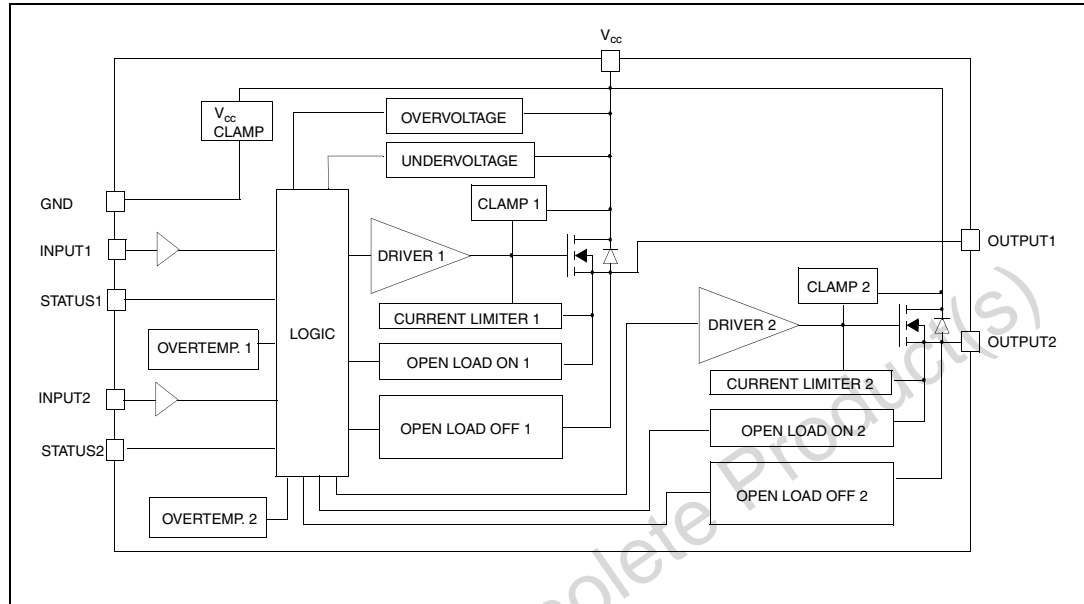 Vcc
Vcc
CLAMP
OVERVOLTAGE
UNDERVOLTAGE
GND
CLAMP 1
INPUT1
DRIVER 1
OUTPUT1
STATUS1
LOGIC
CURRENT LIMITER 1
CLAMP 2
DRIVER 2
OUTPUT2
OVERTEMP. 1
OPEN LOAD ON 1
CURRENT LIMITER 2
INPUT2
OPEN LOAD OFF 1
OPEN LOAD ON 2
STATUS2
OPEN LOAD OFF 2
OVERTEMP. 2
solete Product(s)